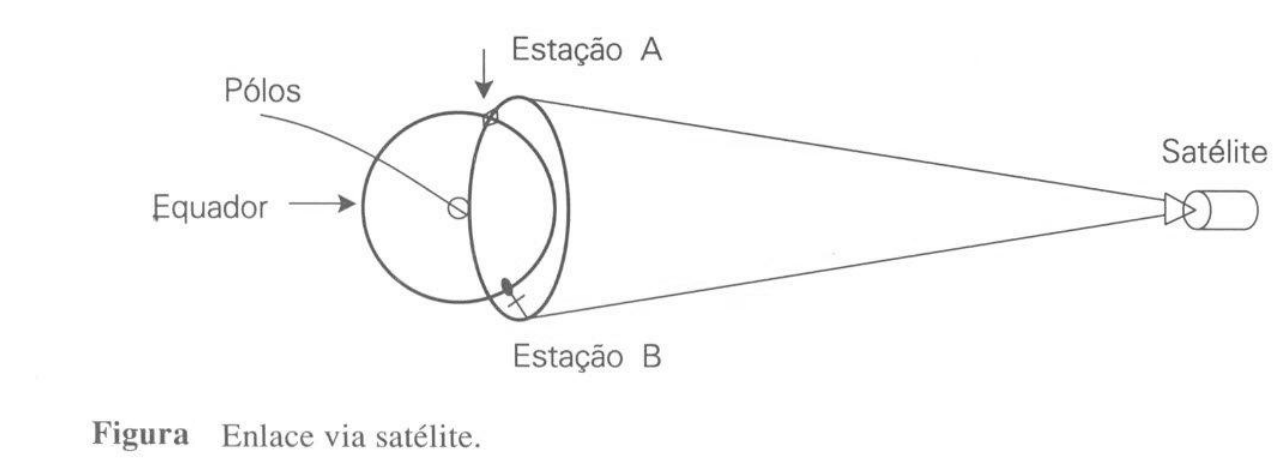 Estação A
Pólos
Satélite
Equador
Estação B
Figura Enlace via satélite.